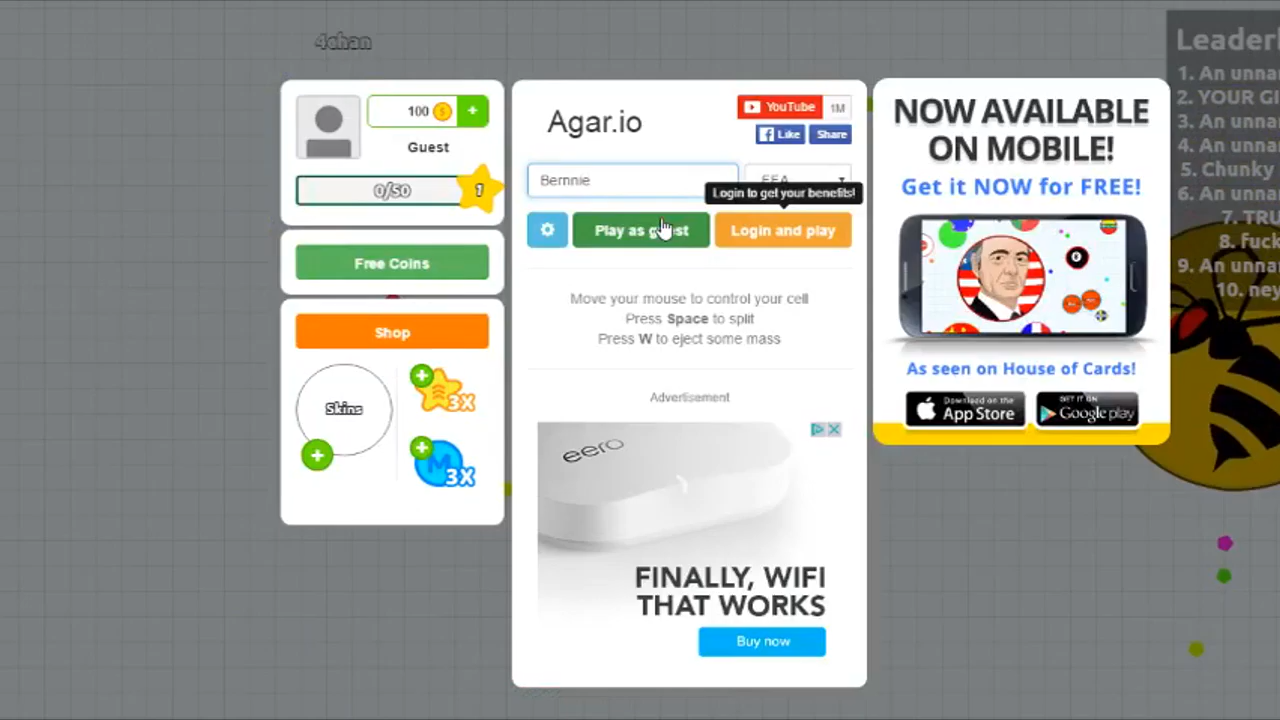 4chan
100
+
Guest
0/50
1
Free Coins
Shop
Skins
3X
M
3X
Agar.io
YouTube
1M
Like
Share
Bernnie
Login to get your benefits!
Play as guest
Login and play
Move your mouse to control your cell
Press Space to split
Press W to eject some mass
Advertisement
eero
FINALLY, WIFI
THAT WORKS
Buy now
NOW AVAILABLE
ON MOBILE!
Get it NOW for FREE!
8
As seen on House of Cards!
Download on the
App Store
GET IT ON
Google play
Leaderl
1. An unna
2. YOUR GI
3. An unna
4. An unna
5. Chunky
6. An unna
7. TRU
8. fuck
9. An unna
10. ney